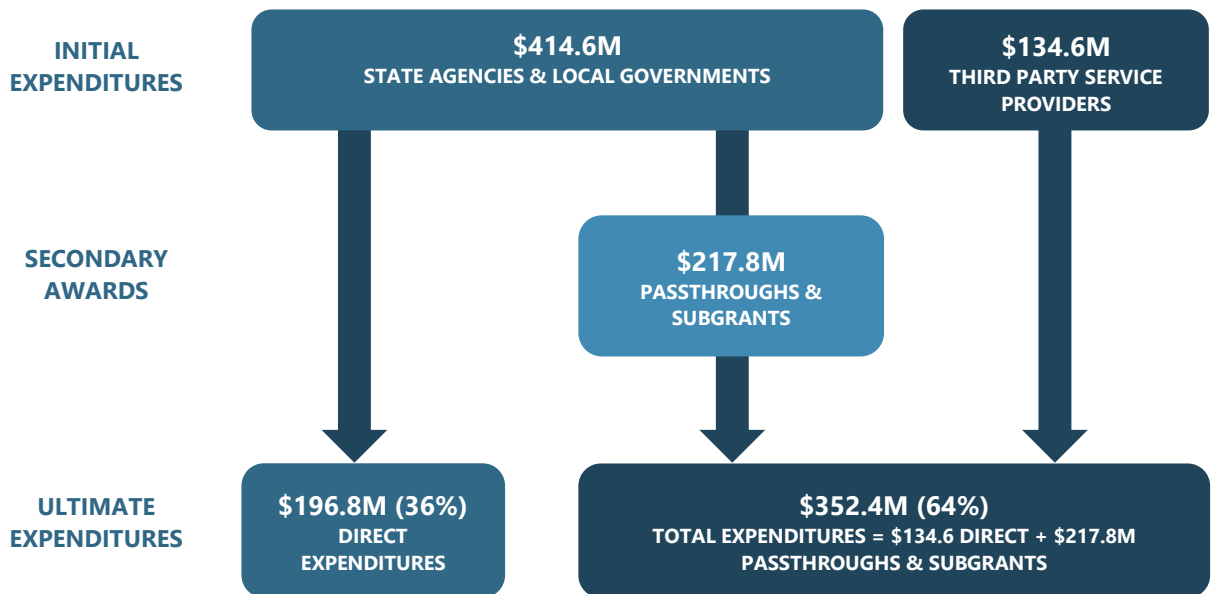 INITIAL
EXPENDITURES
$414.6M
STATE AGENCIES & LOCAL GOVERNMENTS
$134.6M
THIRD PARTY SERVICE
PROVIDERS
SECONDARY
AWARDS
$217.8M
PASSTHROUGHS &
SUBGRANTS
ULTIMATE
EXPENDITURES
$196.8M (36%)
DIRECT
EXPENDITURES
$352.4M (64%)
TOTAL EXPENDITURES = $134.6 DIRECT + $217.8M
PASSTHROUGHS & SUBGRANTS